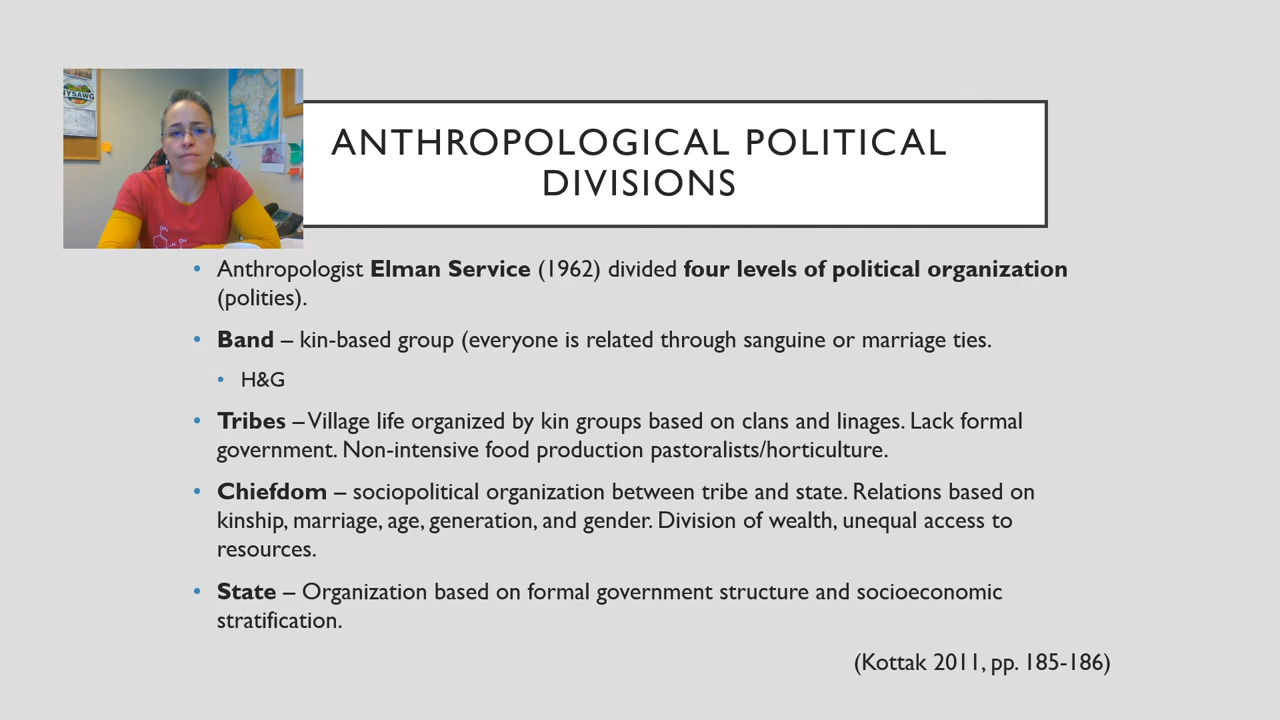 NYSAWG
ANTHROPOLOGICAL POLITICAL
DIVISIONS
• Anthropologist Elman Service (1962) divided four levels of political organization
(polities).
• Band – kin-based group (everyone is related through sanguine or marriage ties.
• H&G
• Tribes – Village life organized by kin groups based on clans and linages. Lack formal
government. Non-intensive food production pastoralists/horticulture.
• Chiefdom – sociopolitical organization between tribe and state. Relations based on
kinship, marriage, age, generation, and gender. Division of wealth, unequal access to
resources.
• State – Organization based on formal government structure and socioeconomic
stratification.
(Kottak 2011, pp. 185-186)